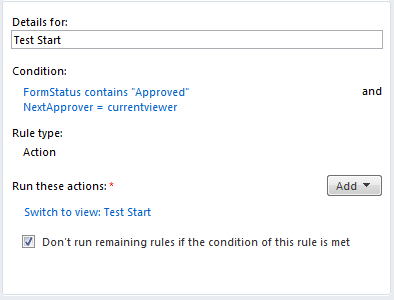 Details for:
Test Start
Condition:
FormStatus contains "Approved" and
NextApprover = currentviewer
Rule type:
Action
Run these actions: * Add
Switch to view: Test Start
Don't run remaining rules if the condition of this rule is met